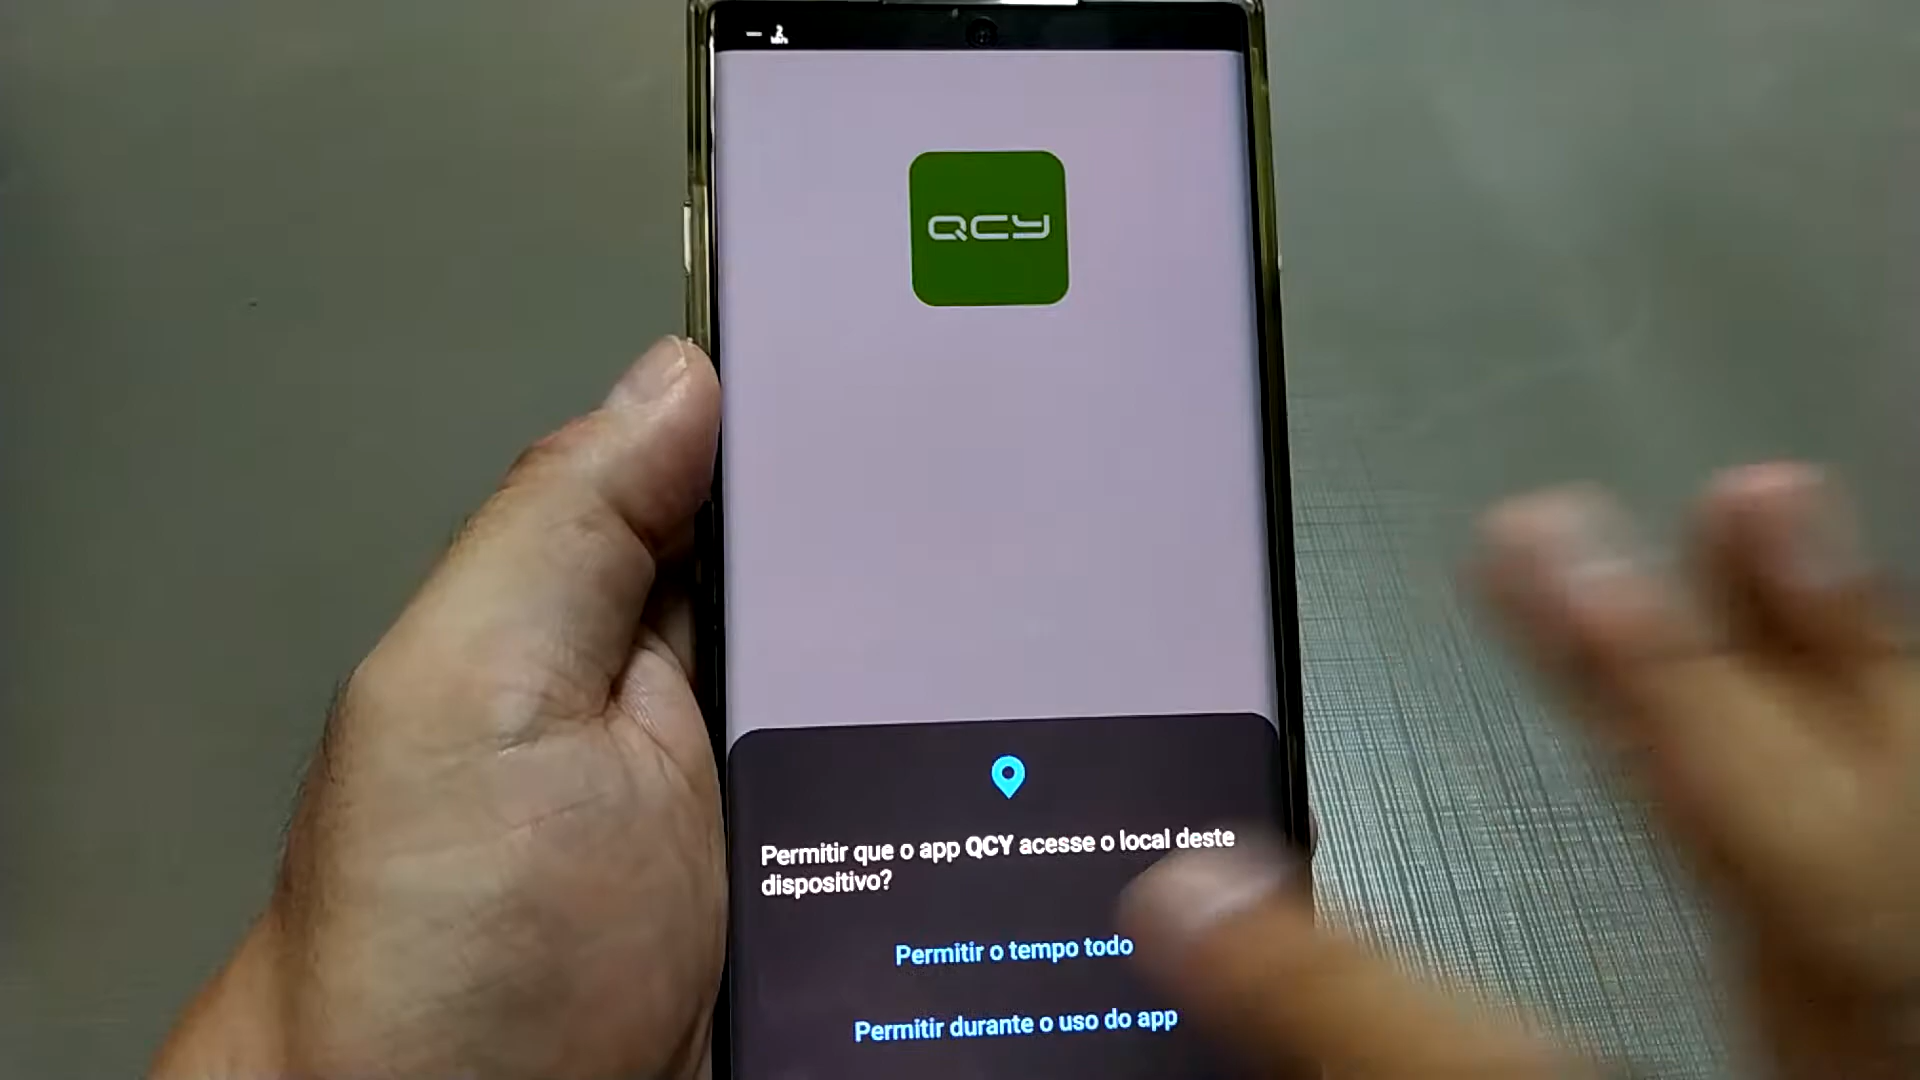 QCY
Permitir que o app QCY acesse o local deste
dispositivo?
Permitir o tempo todo
Permitir durante o uso do app